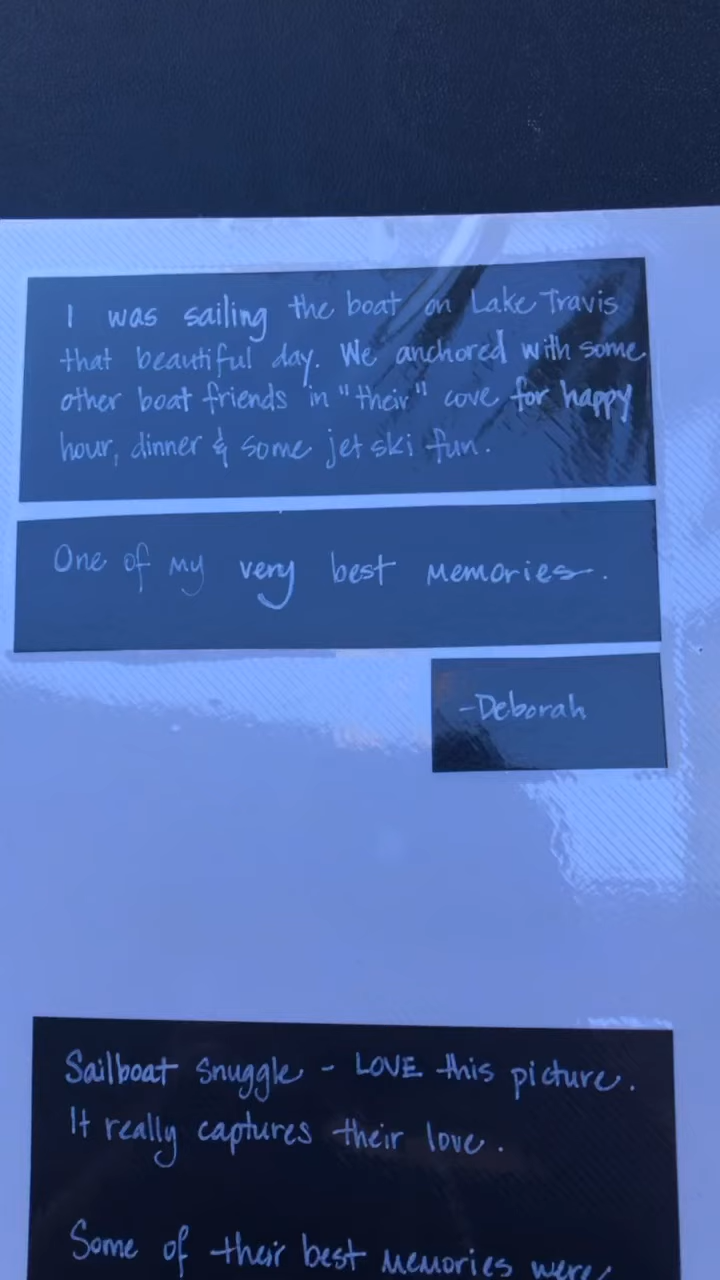 I was sailing the boat on Lake Travis
that beautiful day. We anchored with some
other boat friends in "their" cove for happy
hour, dinner & some jet ski fun.
One of my very best memories.
-Deborah
Sailboat snuggle - LOVE this picture.
It really captures their love.
Some of their best memories were